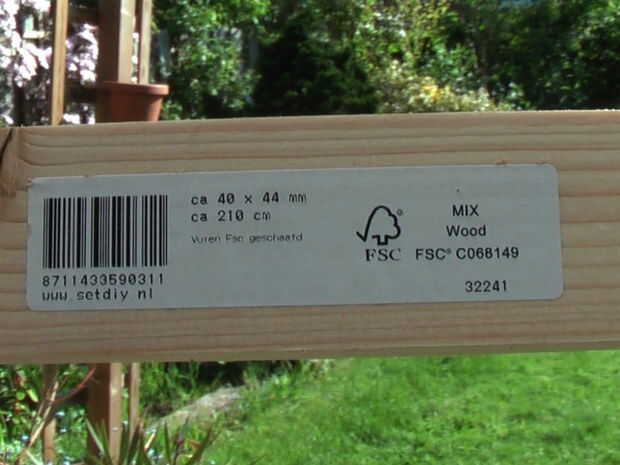 ca 40 x 44 mm
ca 210 cm
Vuren Fsc geschaafd
8711433590311
www.setdiy.nl
FSC®
MIX
Wood
FSC® C068149
32241